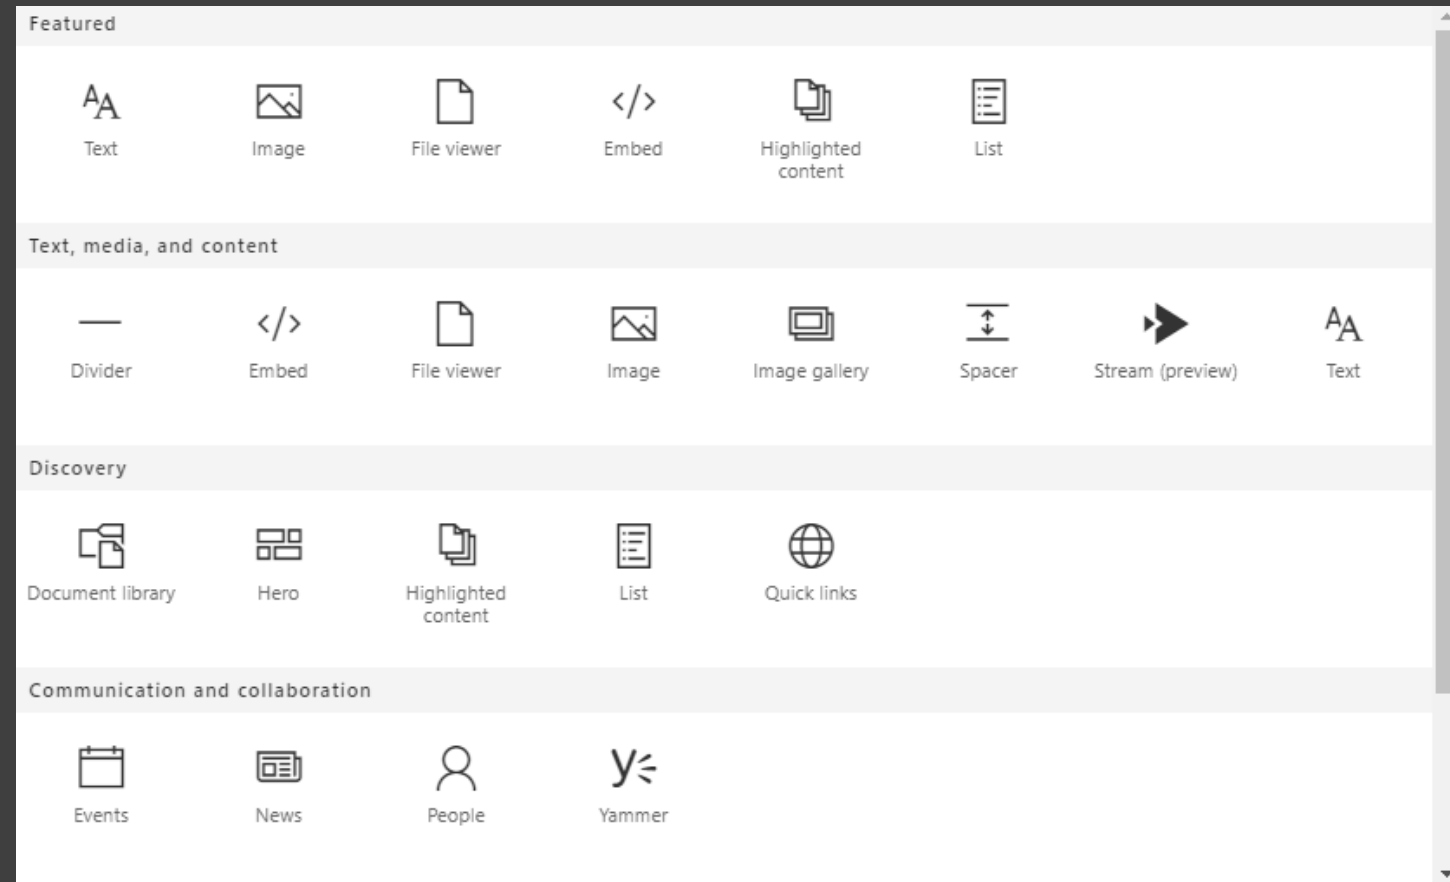 Featured
Text
Image
File viewer
Embed
Highlighted
content
List
Text, media, and content
Divider
Embed
File viewer
Image
Image gallery
Spacer
Stream (preview)
Text
Discovery
Document library
Hero
Highlighted
content
List
Quick links
Communication and collaboration
Events
News
People
Yammer